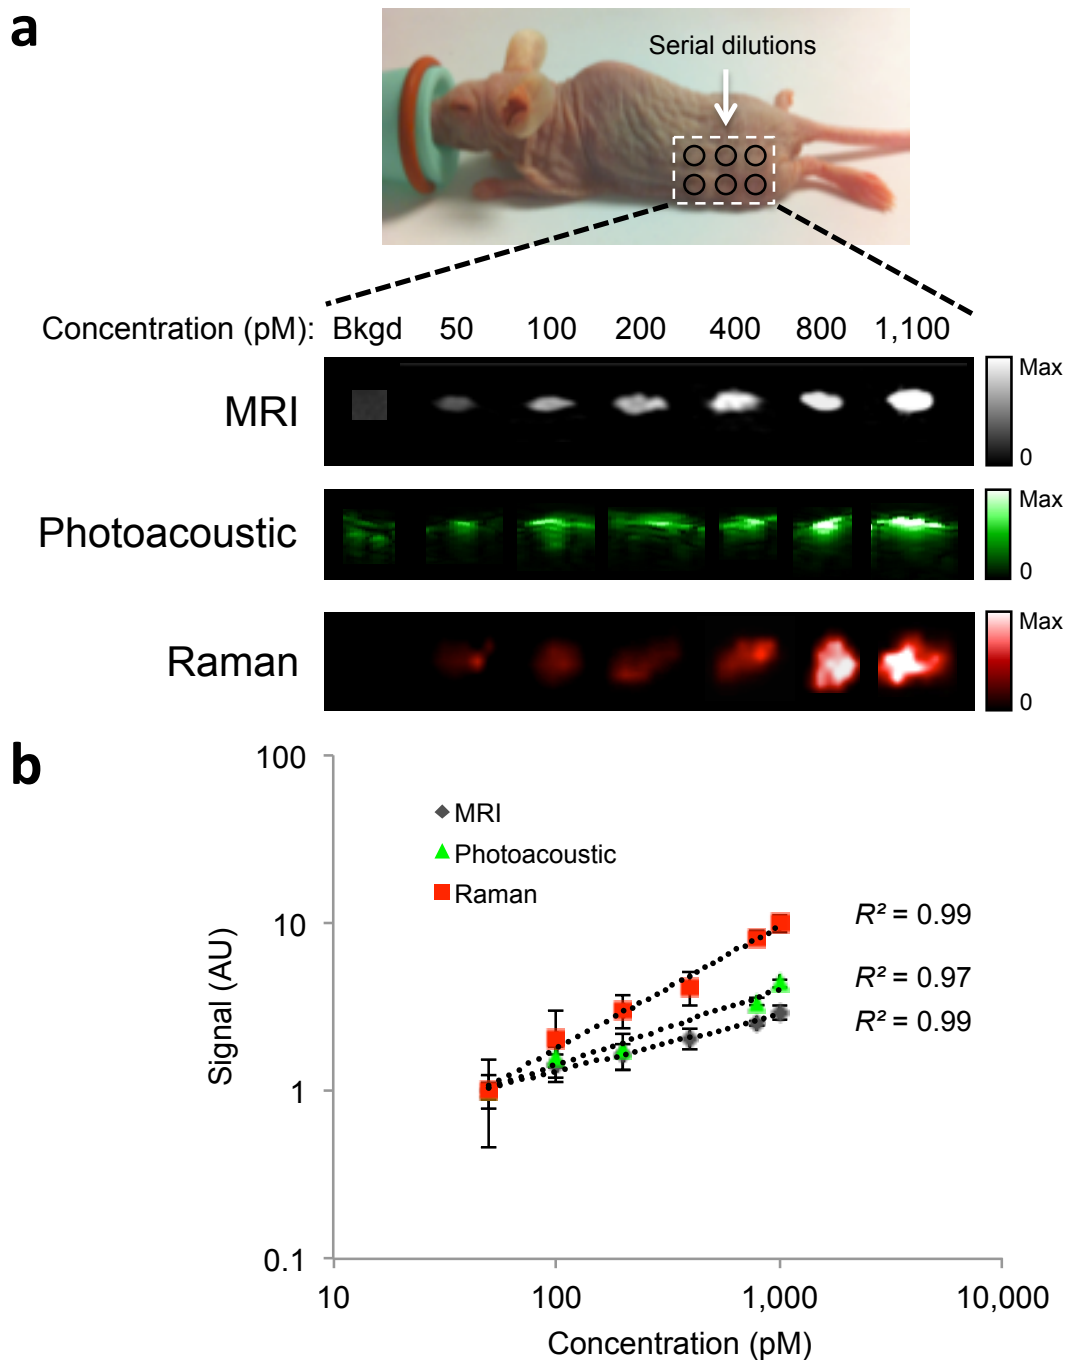 a
Serial dilutions
Concentration (pM): Bkgd 50 100 200 400 800 1,100
MRI
Max
0
Photoacoustic
Max
0
Raman
Max
0
b
100
10
1
0.1
Signal (AU)
MRI
Photoacoustic
Raman
R² = 0.99
R² = 0.97
R² = 0.99
10 100 1,000 10,000
Concentration (pM)